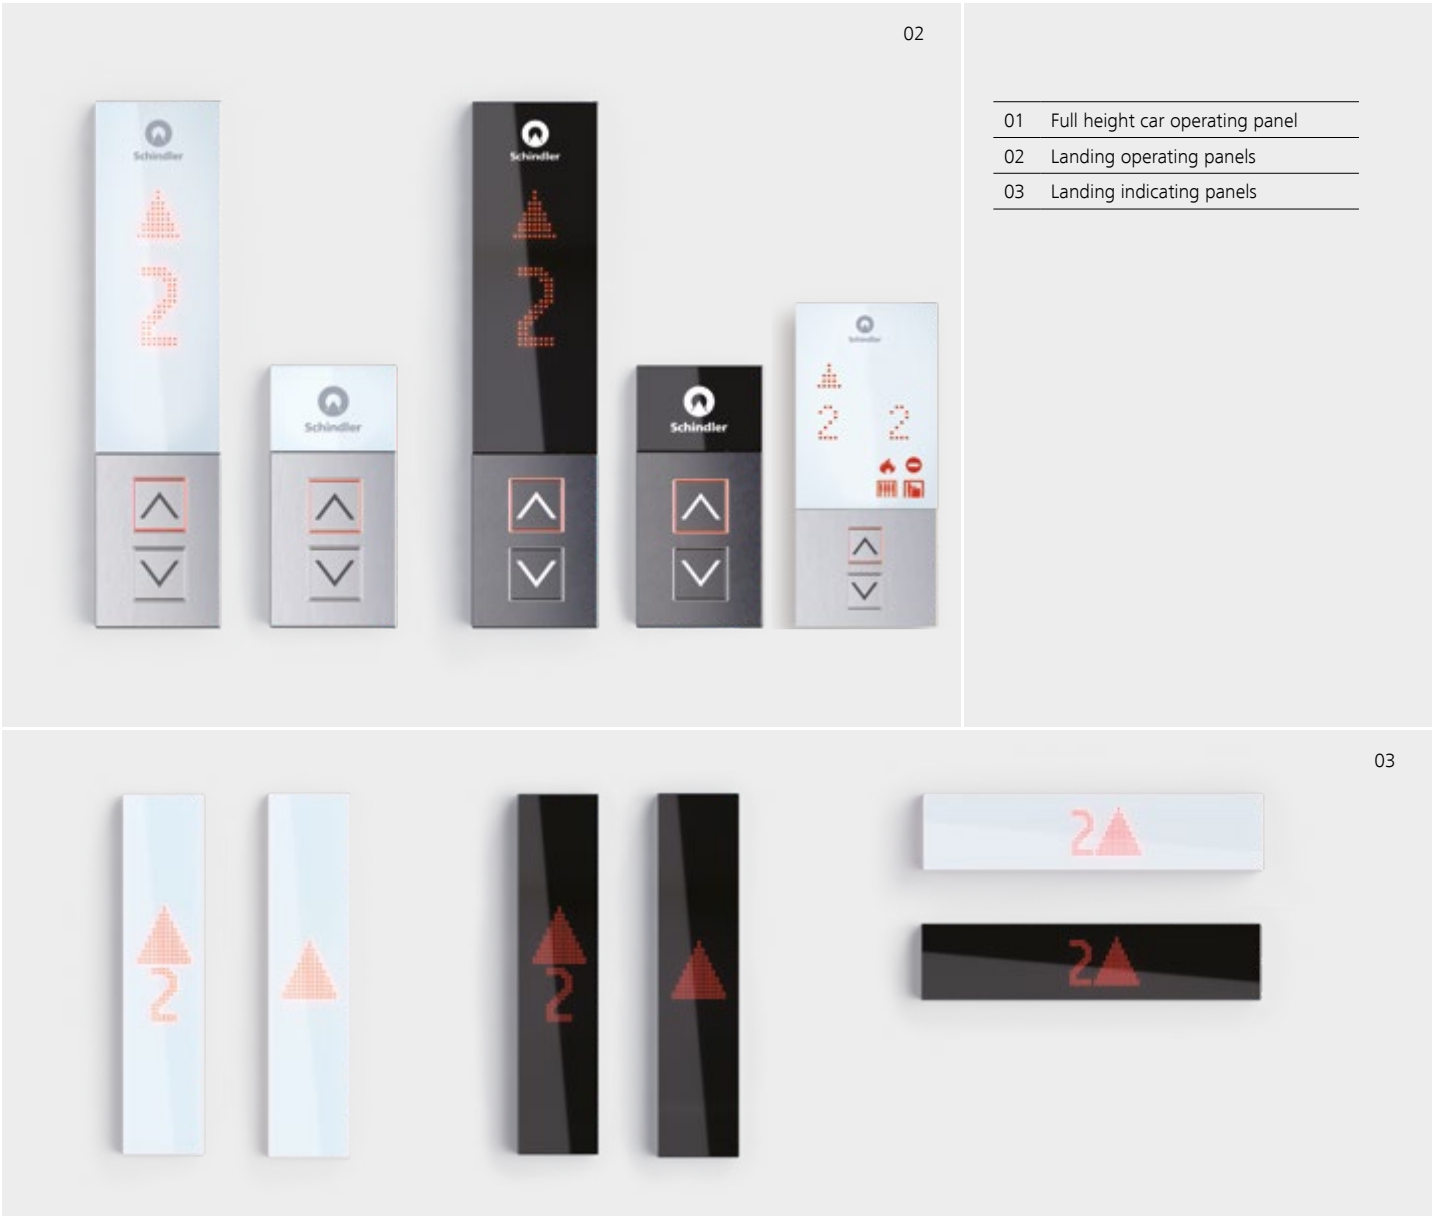 02
01 Full height car operating panel
02 Landing operating panels
03 Landing indicating panels
Schindler
Schindler
2
2
Schindler
Schindler
Schindler
2 2
03
2
2
2
2